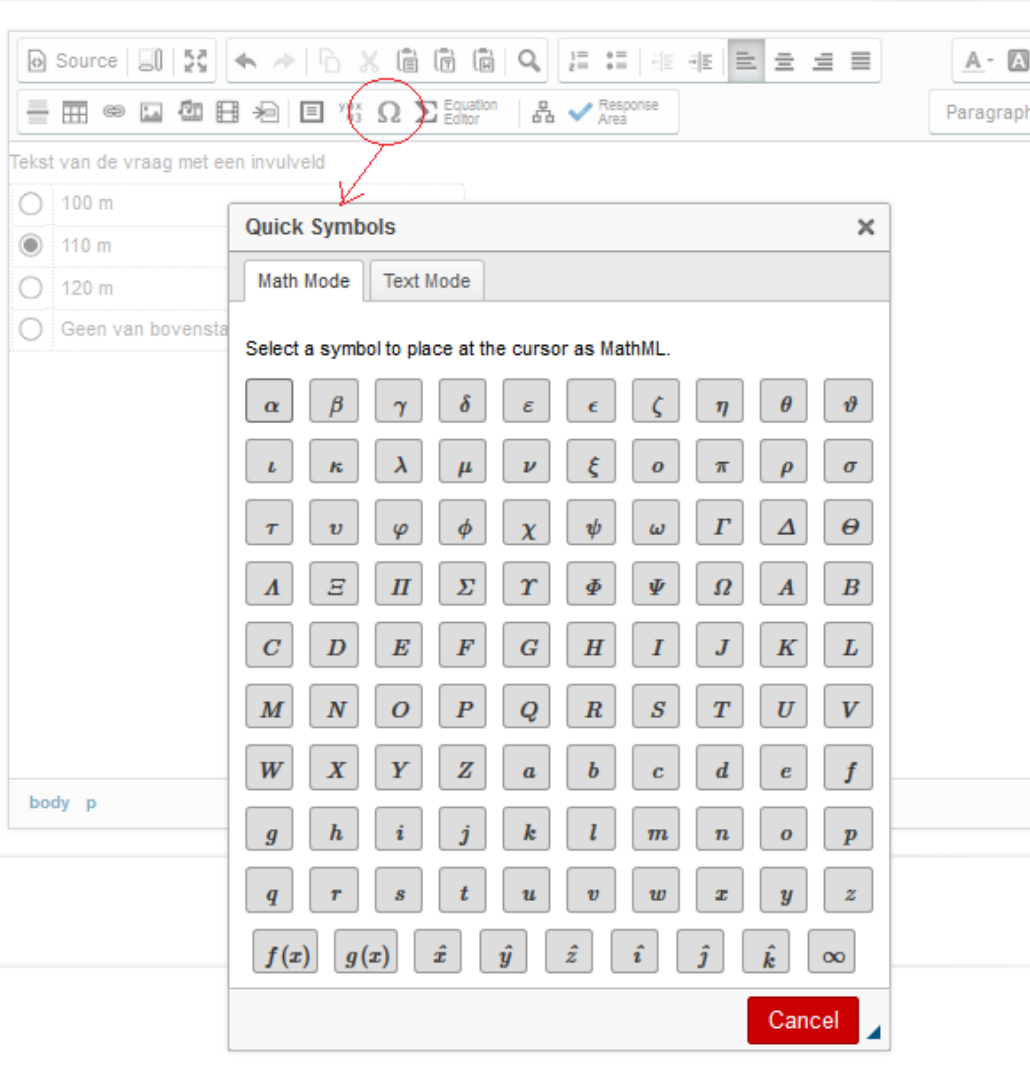 Source
A A
Ω Σ Equation Editor Response Area Paragraph
Tekst van de vraag met een invulveld
100 m
110 m
120 m
Geen van bovensta
Quick Symbols
Math Mode Text Mode
Select a symbol to place at the cursor as MathML.
α β γ δ ε ϵ ζ η θ ϑ
ι κ λ μ ν ξ ο π ρ σ
τ υ φ ϕ χ ψ ω Γ Δ Θ
Λ Ξ Π Σ Υ Φ Ψ Ω A B
C D E F G H I J K L
M N O P Q R S T U V
W X Y Z a b c d e f
g h i j k l m n o p
q r s t u v w x y z
f(x) g(x) x̂ ŷ ẑ î ĵ k̂ ∞
body p
Cancel